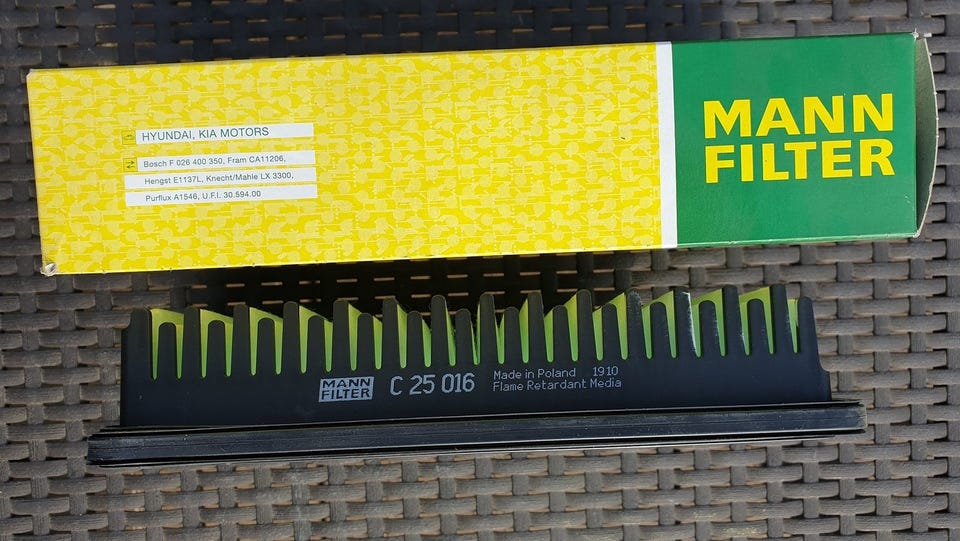 HYUNDAI, KIA MOTORS
Bosch F 026 400 350, Fram CA11206,
Hengst E1137L, Knecht/Mahle LX 3300,
Purflux A1546, U.F.I. 30.594.00
MANN
FILTER
MANN
FILTER
C 25 016
Made in Poland 1910
Flame Retardant Media